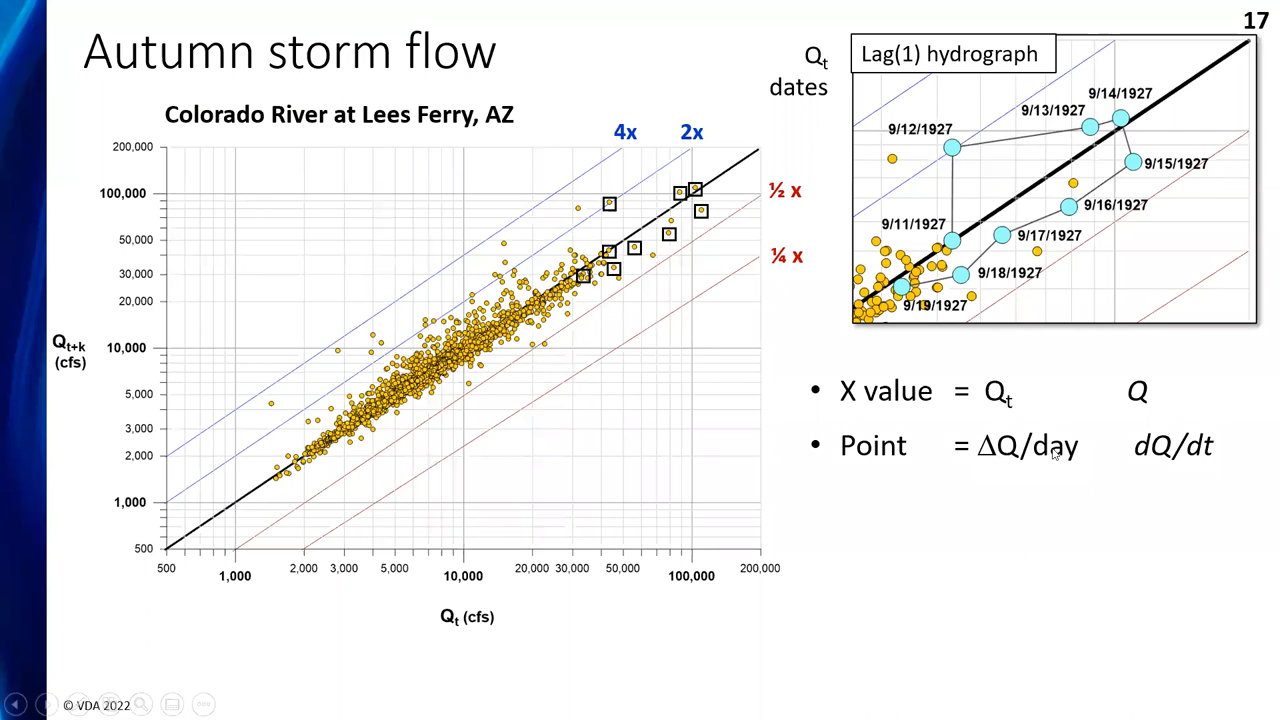 17
Autumn storm flow
Colorado River at Lees Ferry, AZ
4x
2x
½ x
¼ x
200,000
100,000
50,000
30,000
20,000
10,000
5,000
3,000
2,000
1,000
500
Qt+k
(cfs)
500
1,000
2,000
3,000
5,000
10,000
20,000
30,000
50,000
100,000
200,000
Qt (cfs)
Qt
dates
Lag(1) hydrograph
9/14/1927
9/13/1927
9/12/1927
9/15/1927
9/16/1927
9/11/1927
9/17/1927
9/18/1927
9/19/1927
• X value = Qt Q
• Point = ΔQ/day dQ/dt
© VDA 2022